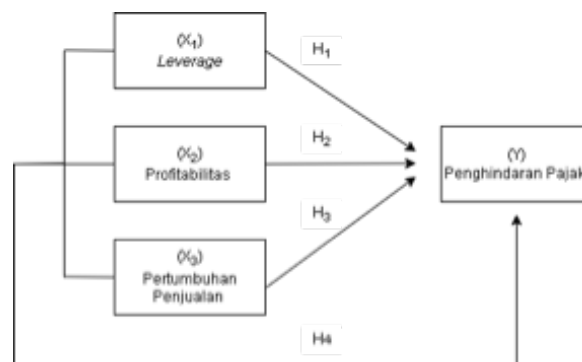 (X₁)
Leverage
H₁
(X₂)
Profitabilitas
H₂
(Y)
Penghindaran Pajak
H₃
(X₃)
Pertumbuhan
Penjualan
H₄